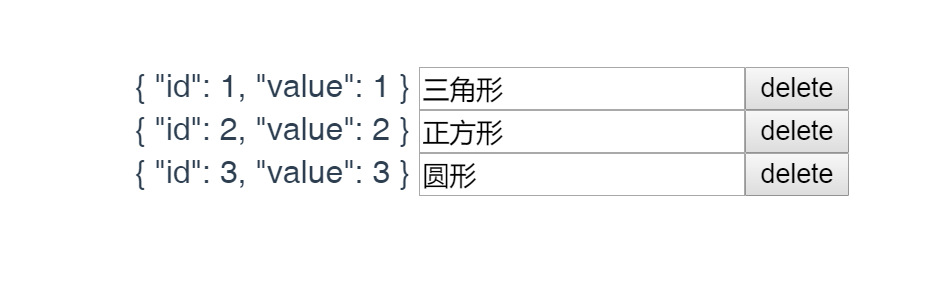 { "id": 1, "value": 1 } 三角形 delete
{ "id": 2, "value": 2 } 正方形 delete
{ "id": 3, "value": 3 } 圆形 delete